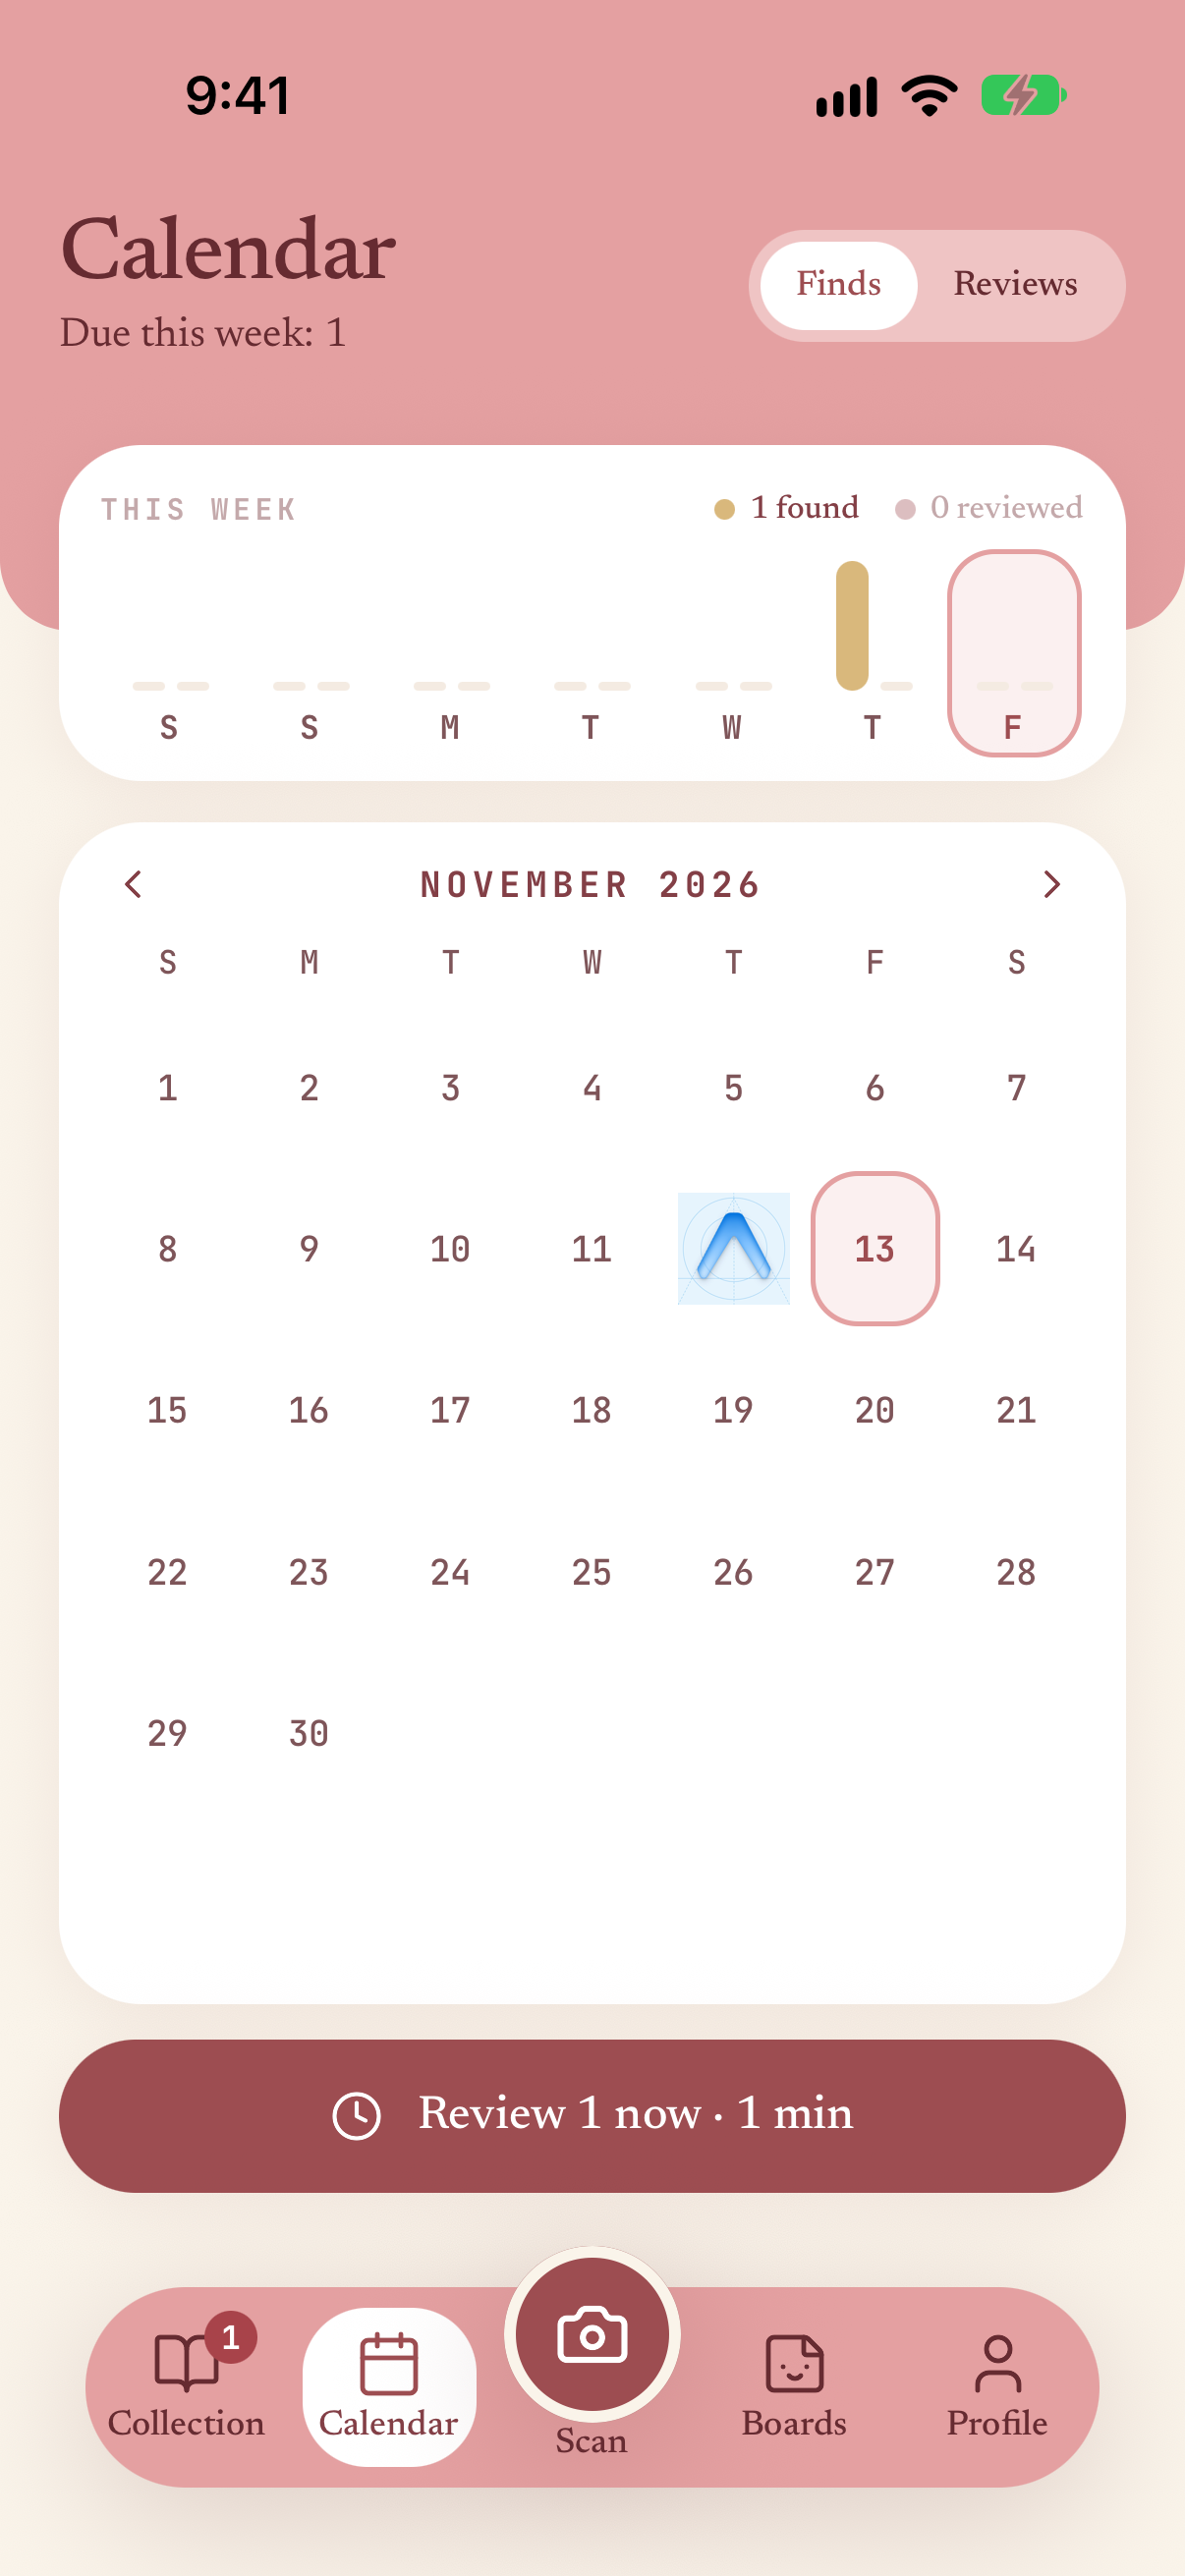 9:41
Calendar
Due this week: 1
Finds
Reviews
THIS WEEK
1 found
0 reviewed
S S M T W T F
NOVEMBER 2026
S M T W T F S
1 2 3 4 5 6 7
8 9 10 11 13 14
15 16 17 18 19 20 21
22 23 24 25 26 27 28
29 30
Review 1 now · 1 min
1
Collection
Calendar
Scan
Boards
Profile